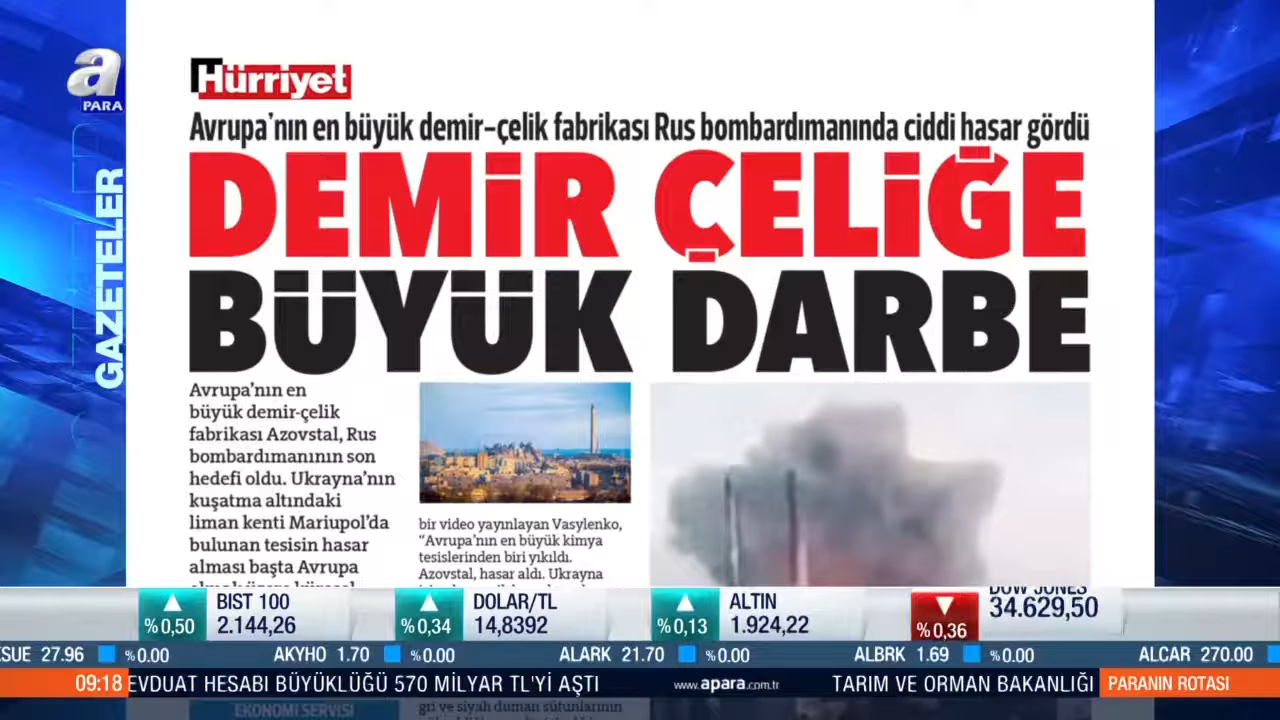 a
PARA
GAZETELER
Hürriyet
Avrupa'nın en büyük demir-çelik fabrikası Rus bombardımanında ciddi hasar gördü
DEMİR ÇELİĞE
BÜYÜK DARBE
Avrupa'nın en
büyük demir-çelik
fabrikası Azovstal, Rus
bombardımanının son
hedefi oldu. Ukrayna'nın
kuşatma altındaki
liman kenti Mariupol'da
bulunan tesisin hasar
alması başta Avrupa
bir video yayınlayan Vasylenko,
"Avrupa'nın en büyük kimya
tesislerinden biri yıkıldı.
Azovstal, hasar aldı. Ukrayna
%0,50 BIST 100 2.144,26
%0,34 DOLAR/TL 14,8392
%0,13 ALTIN 1.924,22
%0,36 DOW JONES 34.629,50
SUE 27.96 %0.00 AKYHO 1.70 %0.00 ALARK 21.70 %0.00 ALBRK 1.69 %0.00 ALCAR 270.00
09:18 EVDUAT HESABI BÜYÜKLÜĞÜ 570 MİLYAR TL'Yİ AŞTI www.apara.com.tr TARIM VE ORMAN BAKANLIĞI PARANIN ROTASI
EKONOMİ SERVİSİ
gri ve siyah duman sütunlarının